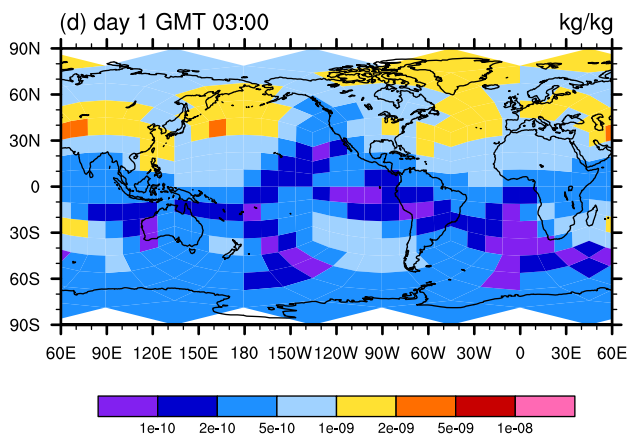 (d) day 1 GMT 03:00 kg/kg
90N
60N
30N
0
30S
60S
90S
60E 90E 120E 150E 180 150W 120W 90W 60W 30W 0 30E 60E
1e-10 2e-10 5e-10 1e-09 2e-09 5e-09 1e-08